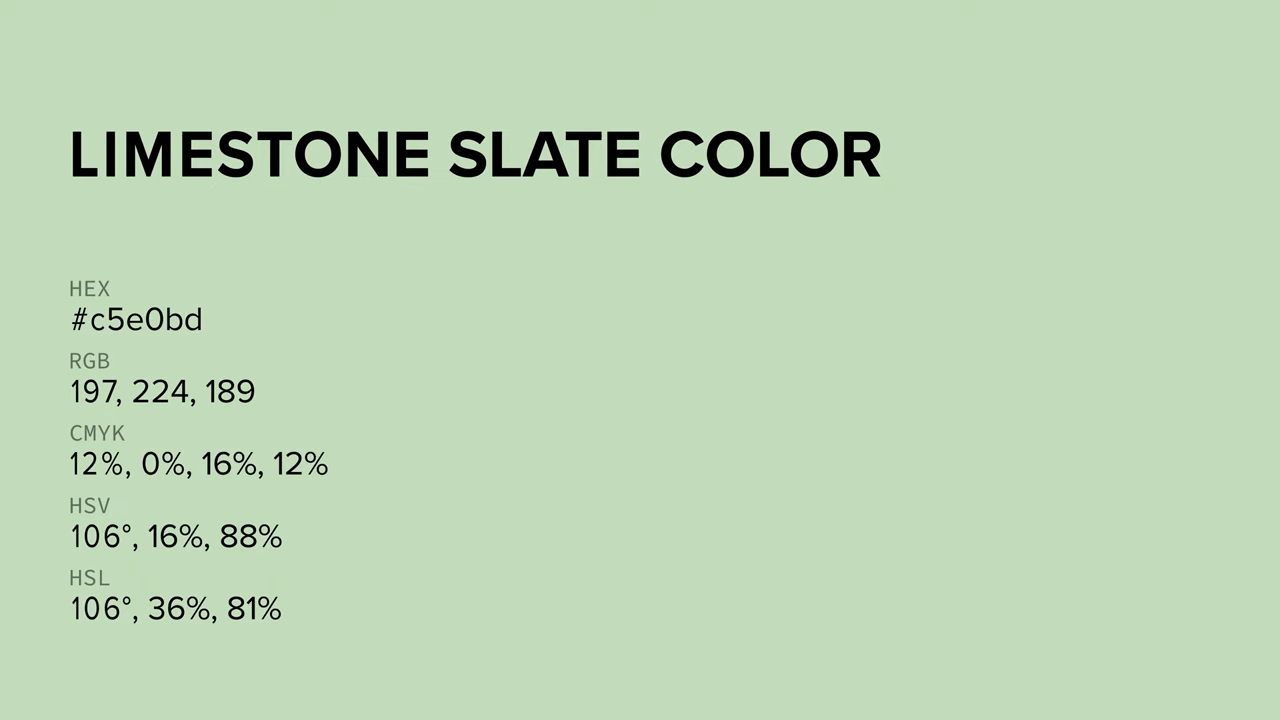 LIMESTONE SLATE COLOR
HEX
#c5e0bd
RGB
197, 224, 189
CMYK
12%, 0%, 16%, 12%
HSV
106°, 16%, 88%
HSL
106°, 36%, 81%